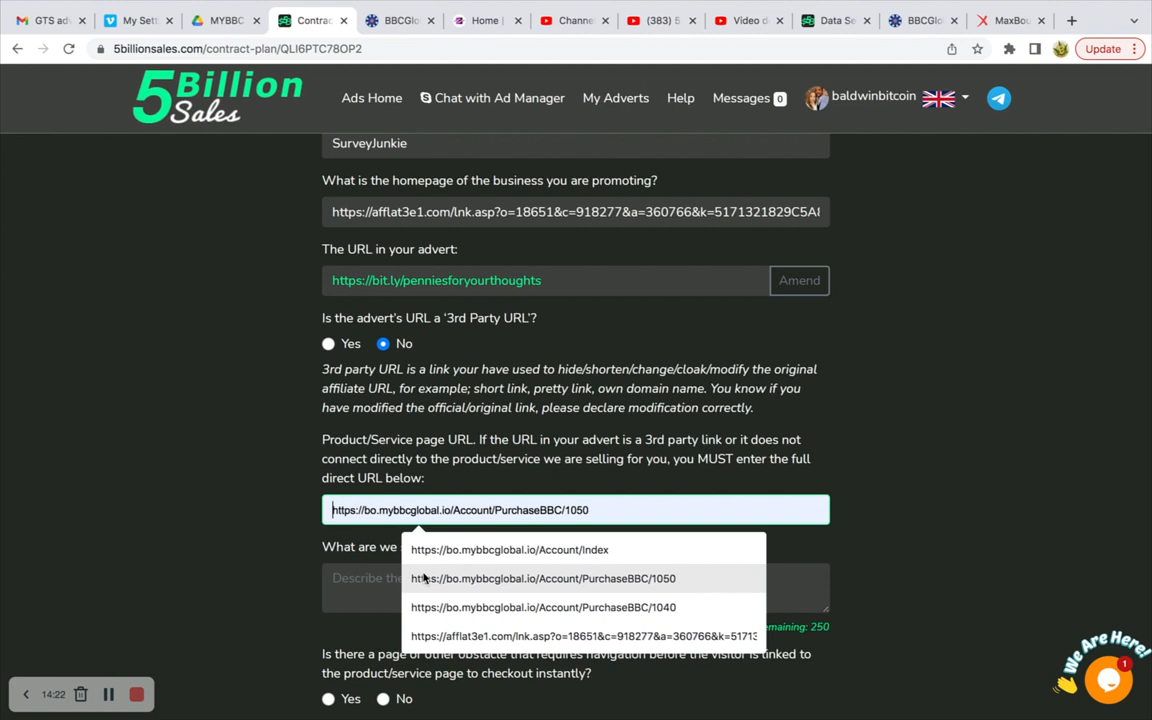 GTS adv
My Sett
MYBBC
Contrac
BBCGlo
Home |
Channel
(383) 5
Video d
Data Se
BBCGlo
MaxBou
5billionsales.com/contract-plan/QLI6PTC78OP2
Update
5Billion
Sales
Ads Home
Chat with Ad Manager
My Adverts
Help
Messages 0
baldwinbitcoin
SurveyJunkie
What is the homepage of the business you are promoting?
https://afflat3e1.com/lnk.asp?o=18651&c=918277&a=360766&k=5171321829C5A8
The URL in your advert:
https://bit.ly/penniesforyourthoughts
Amend
Is the advert's URL a '3rd Party URL'?
Yes No
3rd party URL is a link your have used to hide/shorten/change/cloak/modify the original
affiliate URL, for example; short link, pretty link, own domain name. You know if you
have modified the official/original link, please declare modification correctly.
Product/Service page URL. If the URL in your advert is a 3rd party link or it does not
connect directly to the product/service we are selling for you, you MUST enter the full
direct URL below:
https://bo.mybbcglobal.io/Account/PurchaseBBC/1050
What are we s
https://bo.mybbcglobal.io/Account/Index
Describe the
https://bo.mybbcglobal.io/Account/PurchaseBBC/1050
https://bo.mybbcglobal.io/Account/PurchaseBBC/1040
emaining: 250
https://afflat3e1.com/lnk.asp?o=18651&c=918277&a=360766&k=51713
Is there a page or other obstacle that requires navigation before the visitor is linked to
the product/service page to checkout instantly?
Yes No
14:22
We Are Here!
1